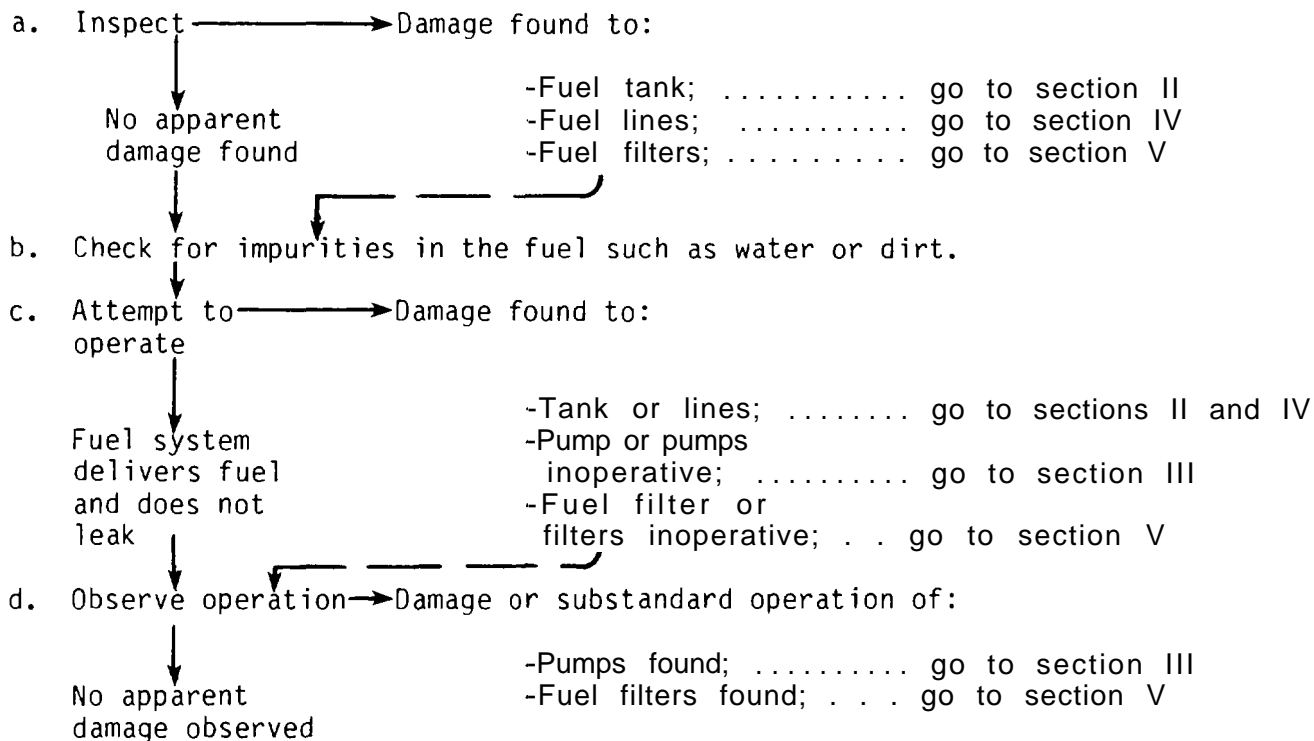 a. Inspect Damage found to:
-Fuel tank; ........... go to section II
No apparent -Fuel lines; ........... go to section IV
damage found -Fuel filters; .......... go to section V
b. Check for impurities in the fuel such as water or dirt.
c. Attempt to Damage found to:
operate
-Tank or lines; ........ go to sections II and IV
Fuel system -Pump or pumps
delivers fuel inoperative; .......... go to section III
and does not -Fuel filter or
leak filters inoperative; . . go to section V
d. Observe operation Damage or substandard operation of:
-Pumps found; .......... go to section III
No apparent -Fuel filters found; . . . go to section V
damage observed